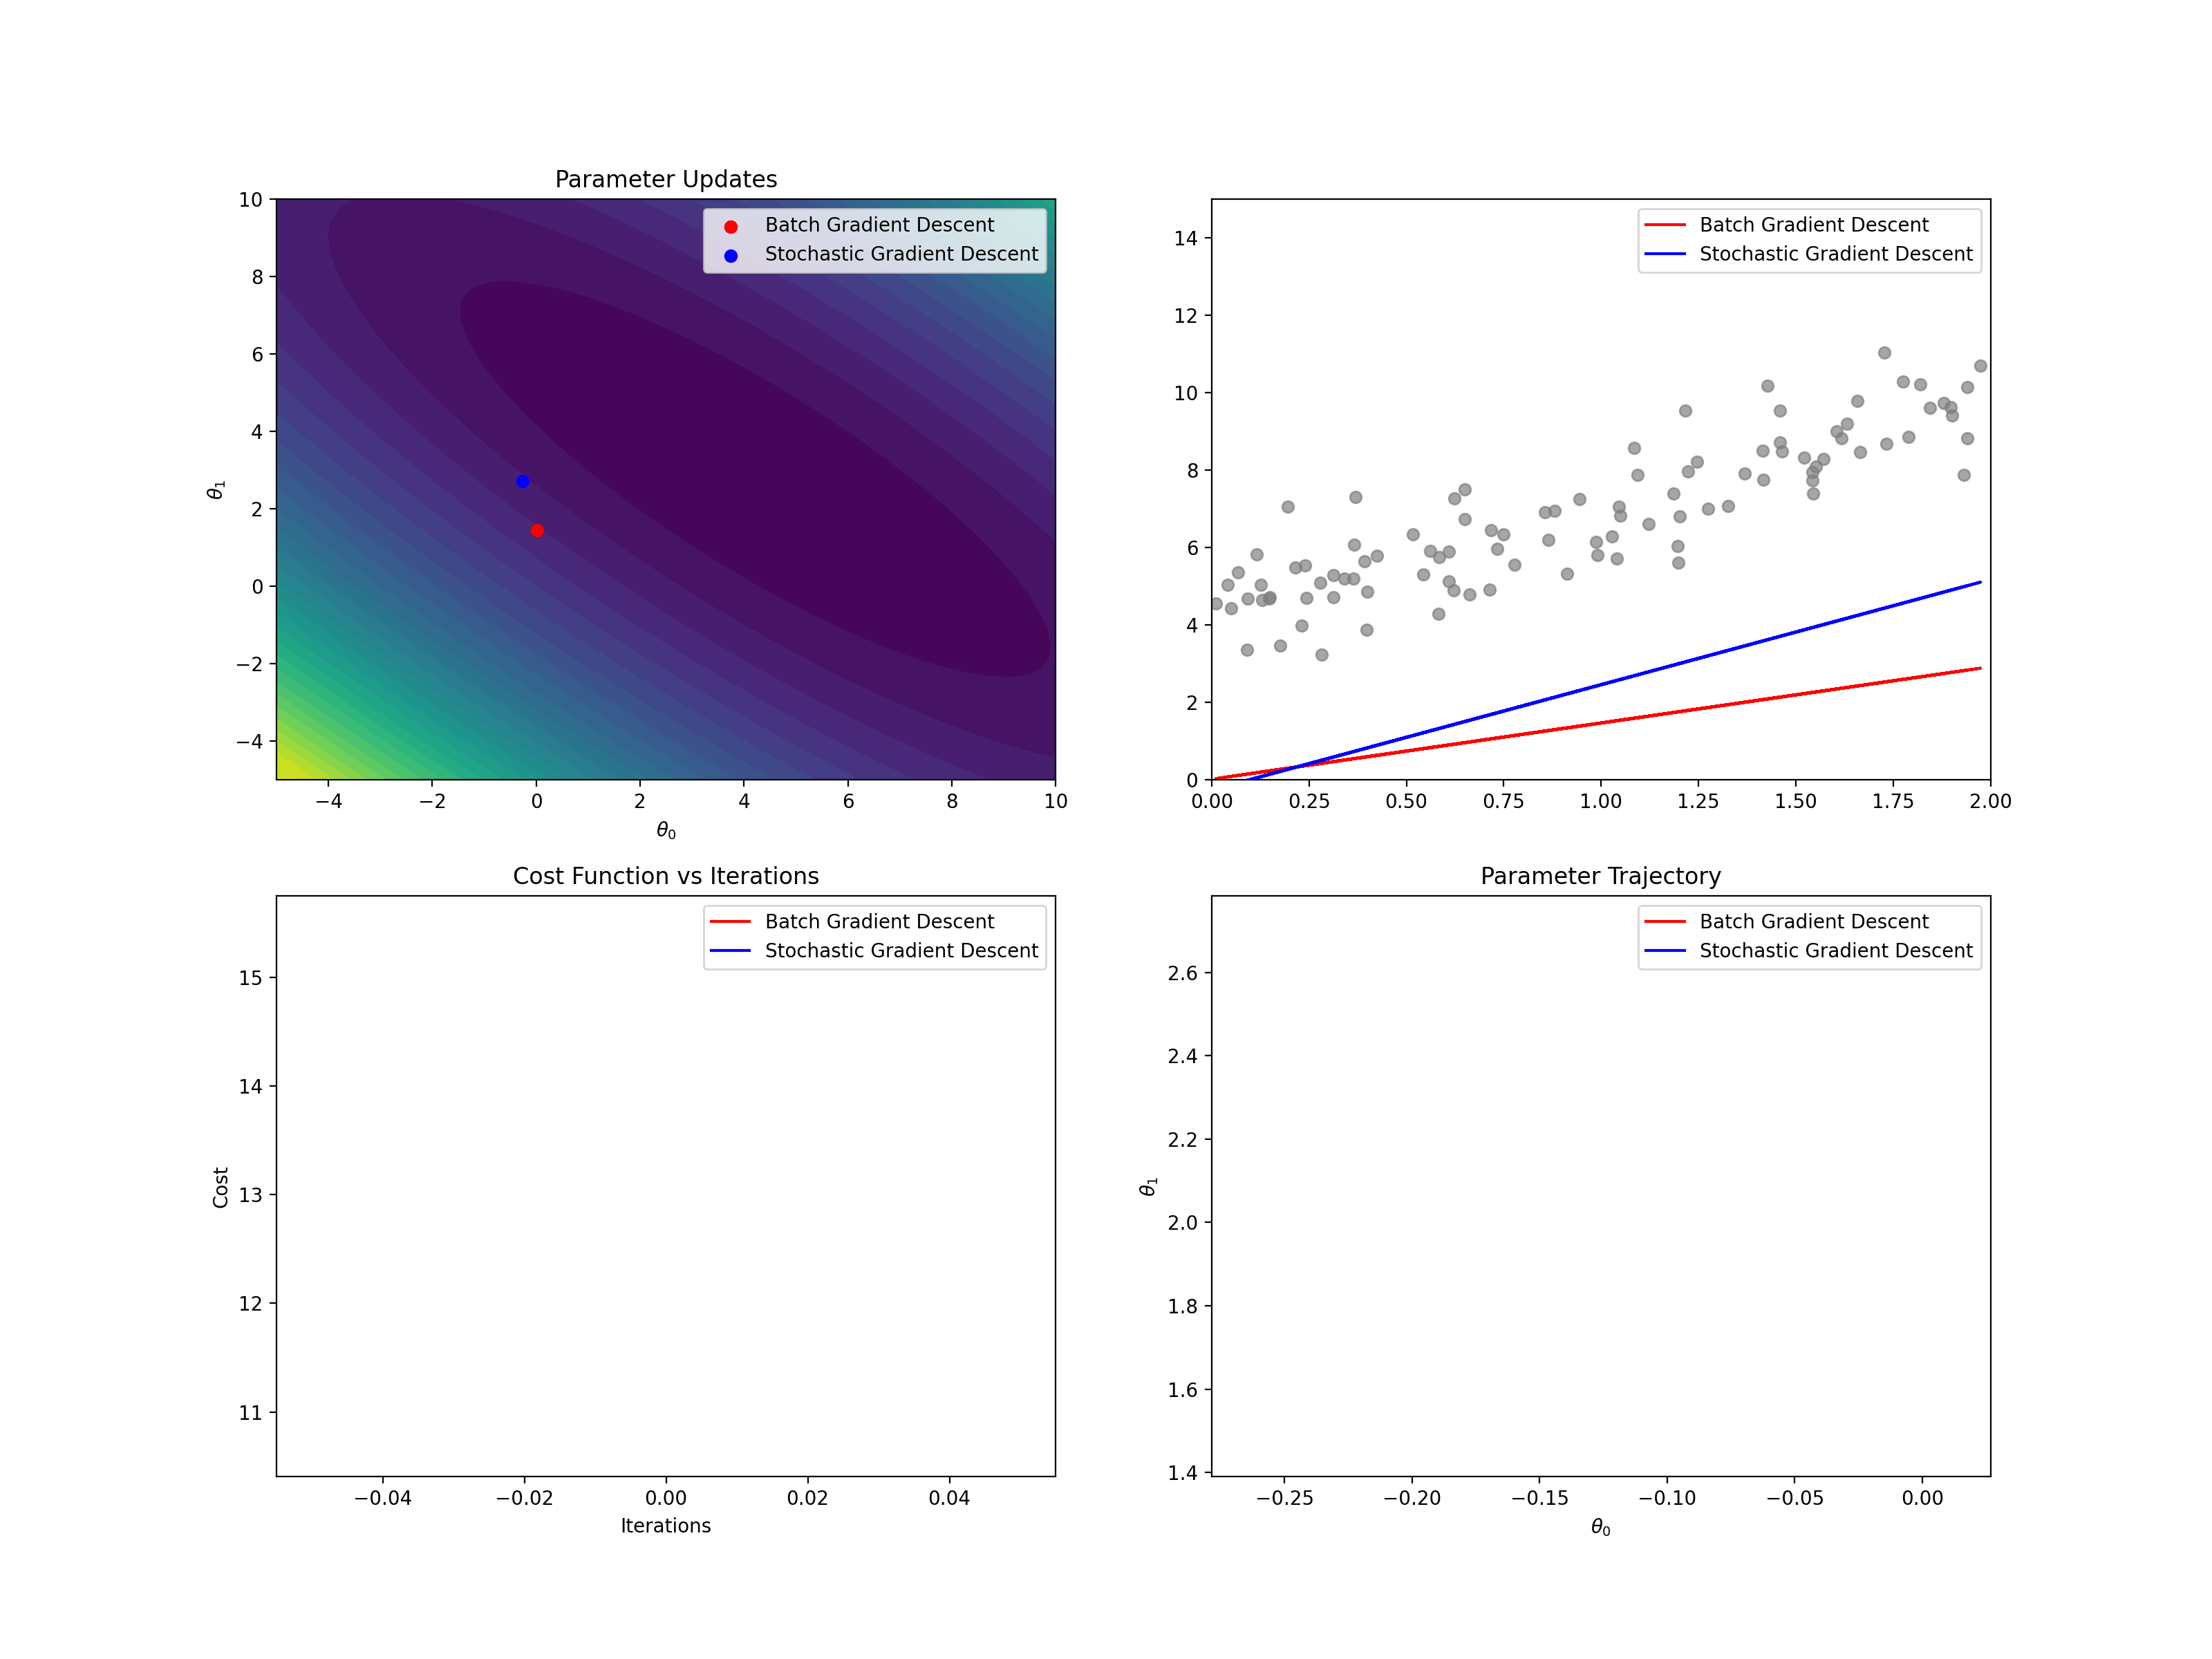 Parameter Updates
10
8
6
4
2
0
−2
−4
θ1
Batch Gradient Descent
Stochastic Gradient Descent
−4 −2 0 2 4 6 8 10
θ0
14
12
10
8
6
4
2
0
Batch Gradient Descent
Stochastic Gradient Descent
0.00 0.25 0.50 0.75 1.00 1.25 1.50 1.75 2.00
Cost Function vs Iterations
15
14
13
12
11
Cost
Batch Gradient Descent
Stochastic Gradient Descent
−0.04 −0.02 0.00 0.02 0.04
Iterations
Parameter Trajectory
2.6
2.4
2.2
2.0
1.8
1.6
1.4
θ1
Batch Gradient Descent
Stochastic Gradient Descent
−0.25 −0.20 −0.15 −0.10 −0.05 0.00
θ0